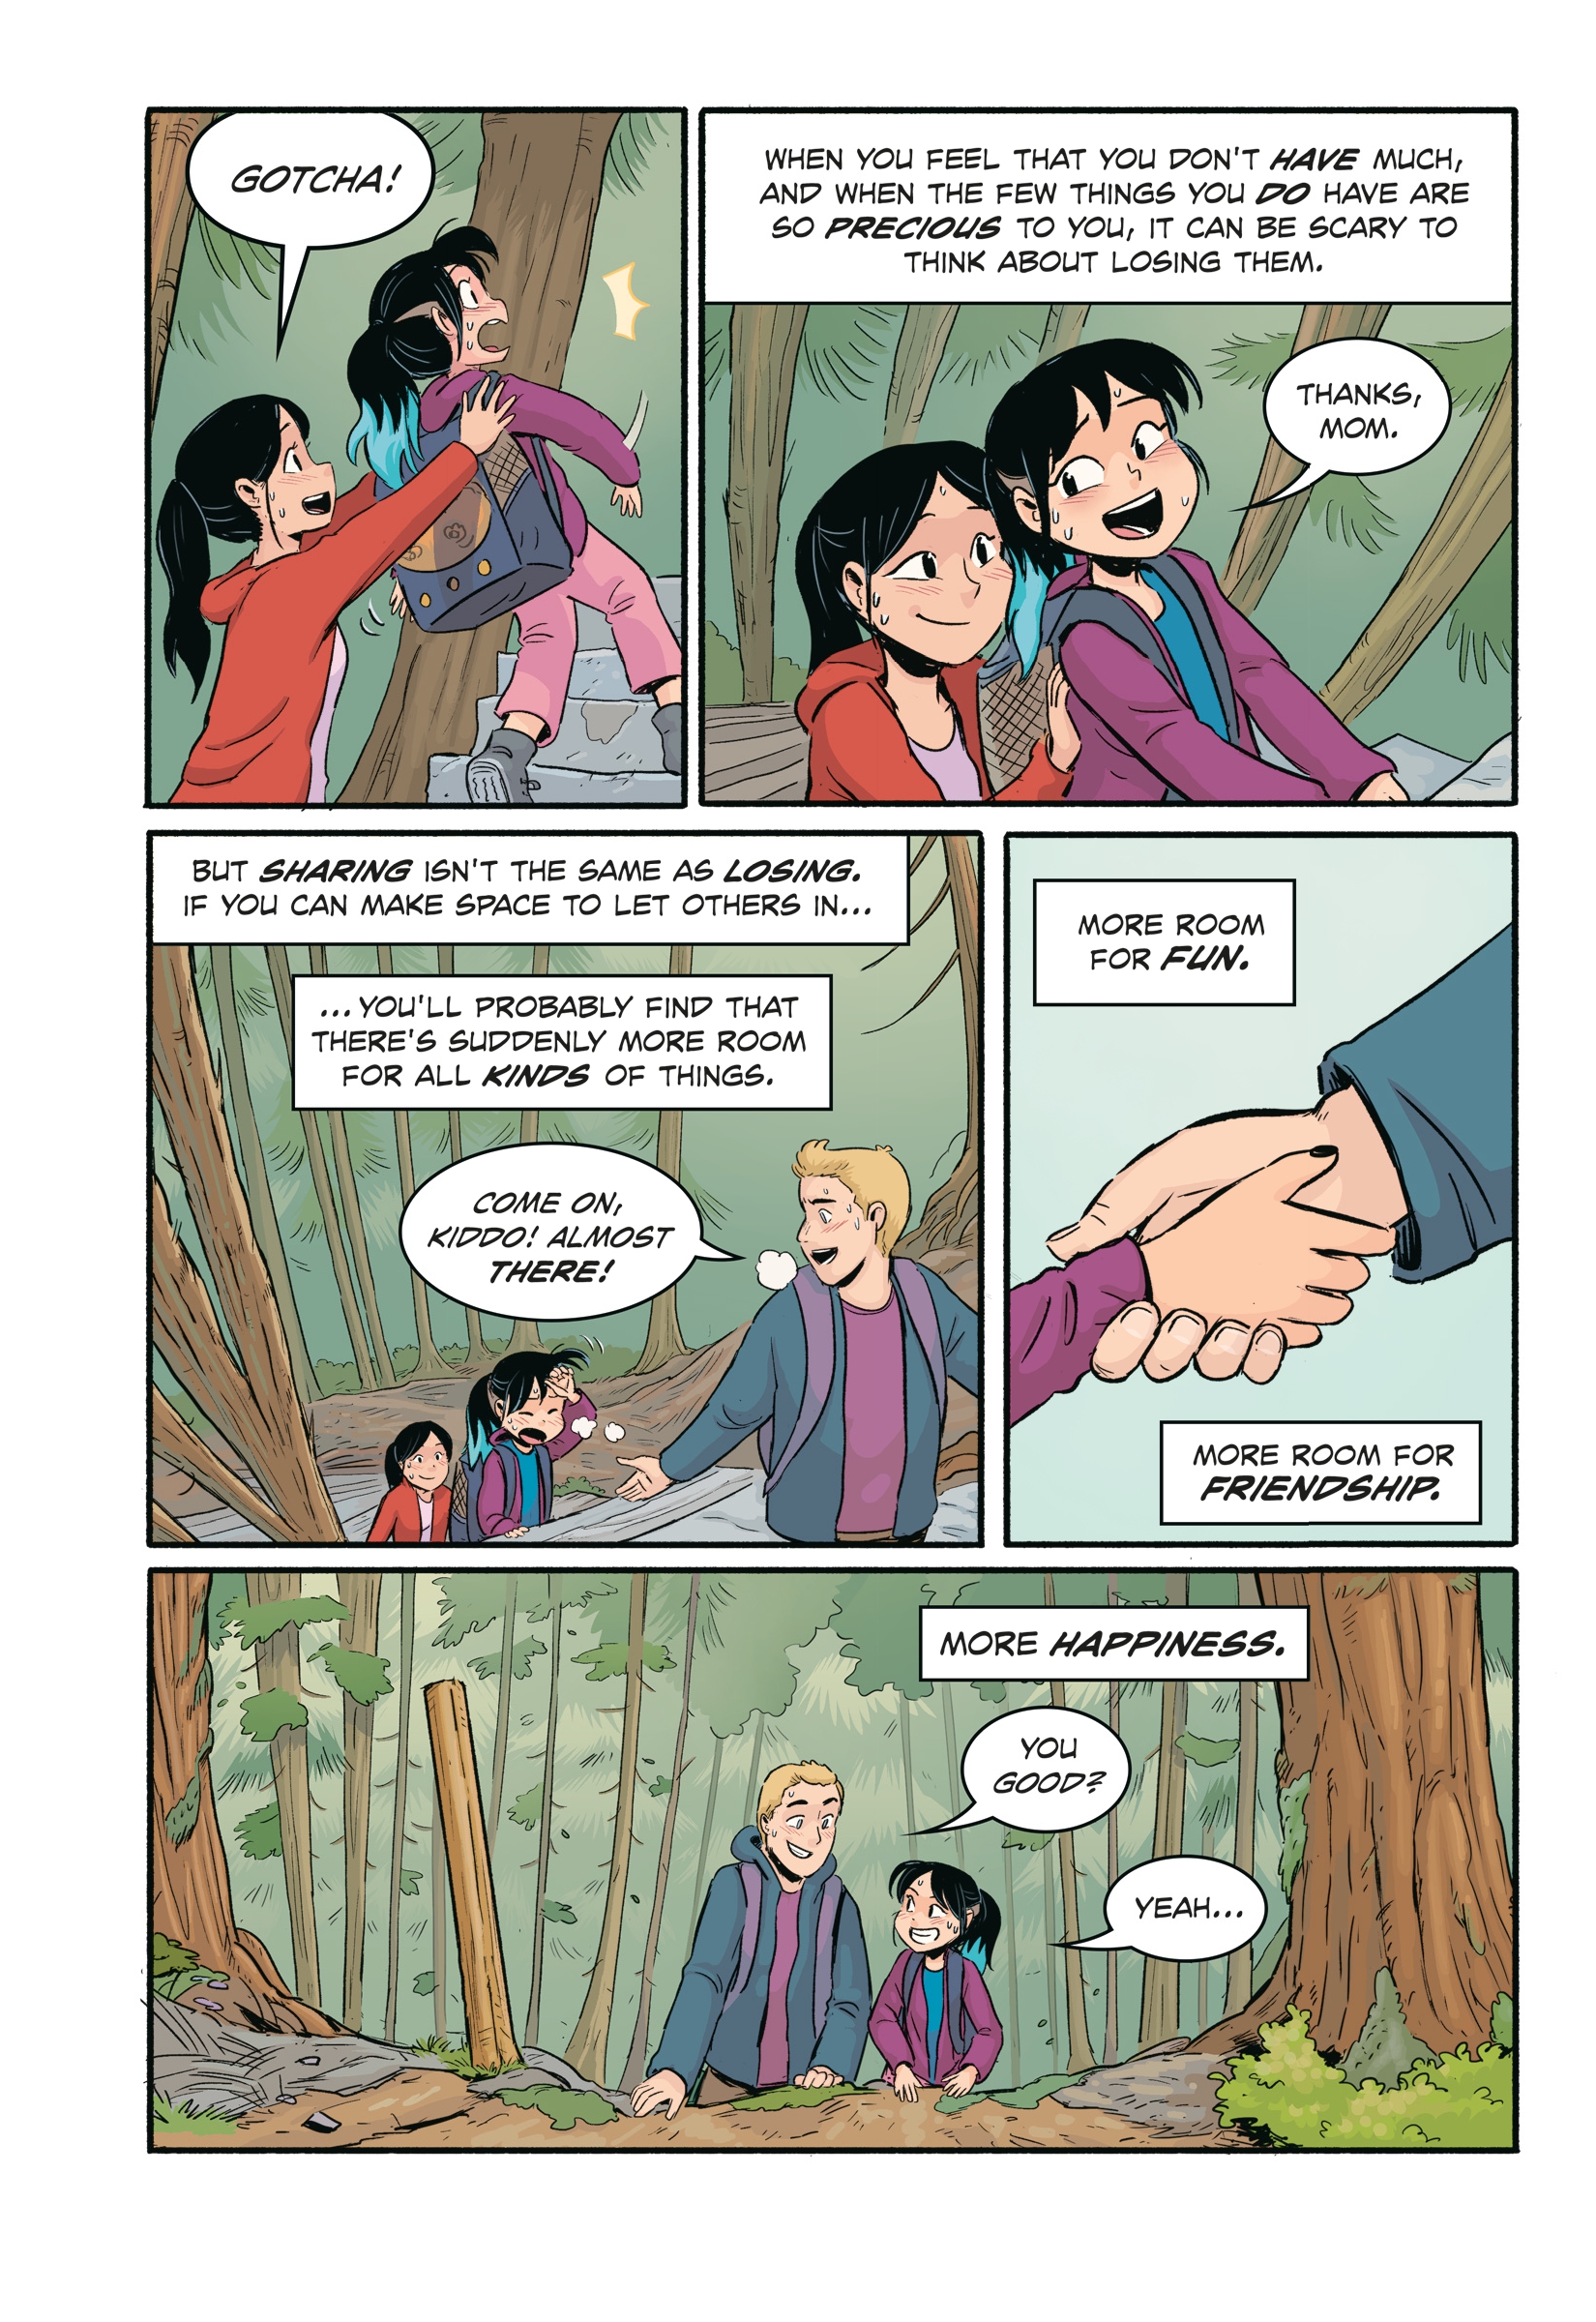 GOTCHA!
WHEN YOU FEEL THAT YOU DON'T HAVE MUCH,
AND WHEN THE FEW THINGS YOU DO HAVE ARE
SO PRECIOUS TO YOU, IT CAN BE SCARY TO
THINK ABOUT LOSING THEM.
THANKS,
MOM.
BUT SHARING ISN'T THE SAME AS LOSING.
IF YOU CAN MAKE SPACE TO LET OTHERS IN...
...YOU'LL PROBABLY FIND THAT
THERE'S SUDDENLY MORE ROOM
FOR ALL KINDS OF THINGS.
COME ON,
KIDDO! ALMOST
THERE!
MORE ROOM
FOR FUN.
MORE ROOM FOR
FRIENDSHIP.
MORE HAPPINESS.
YOU
GOOD?
YEAH...